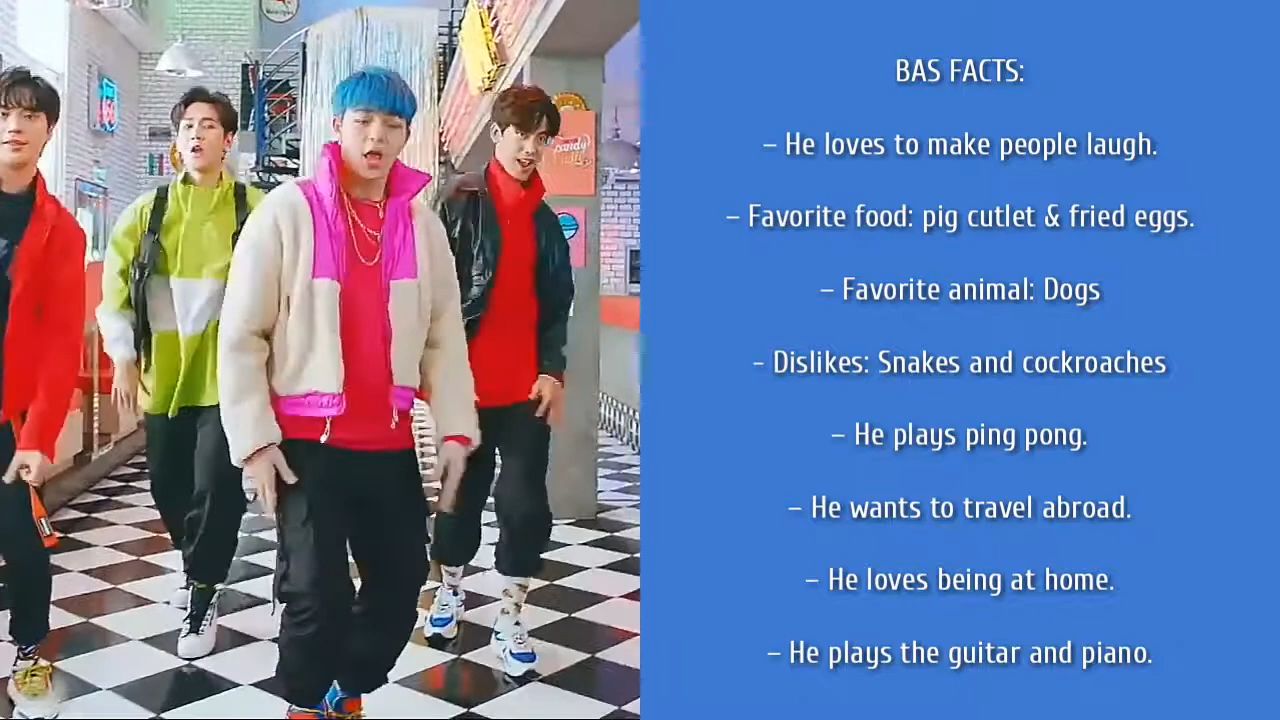 candy
BAS FACTS:
– He loves to make people laugh.
– Favorite food: pig cutlet & fried eggs.
– Favorite animal: Dogs
- Dislikes: Snakes and cockroaches
– He plays ping pong.
– He wants to travel abroad.
– He loves being at home.
– He plays the guitar and piano.